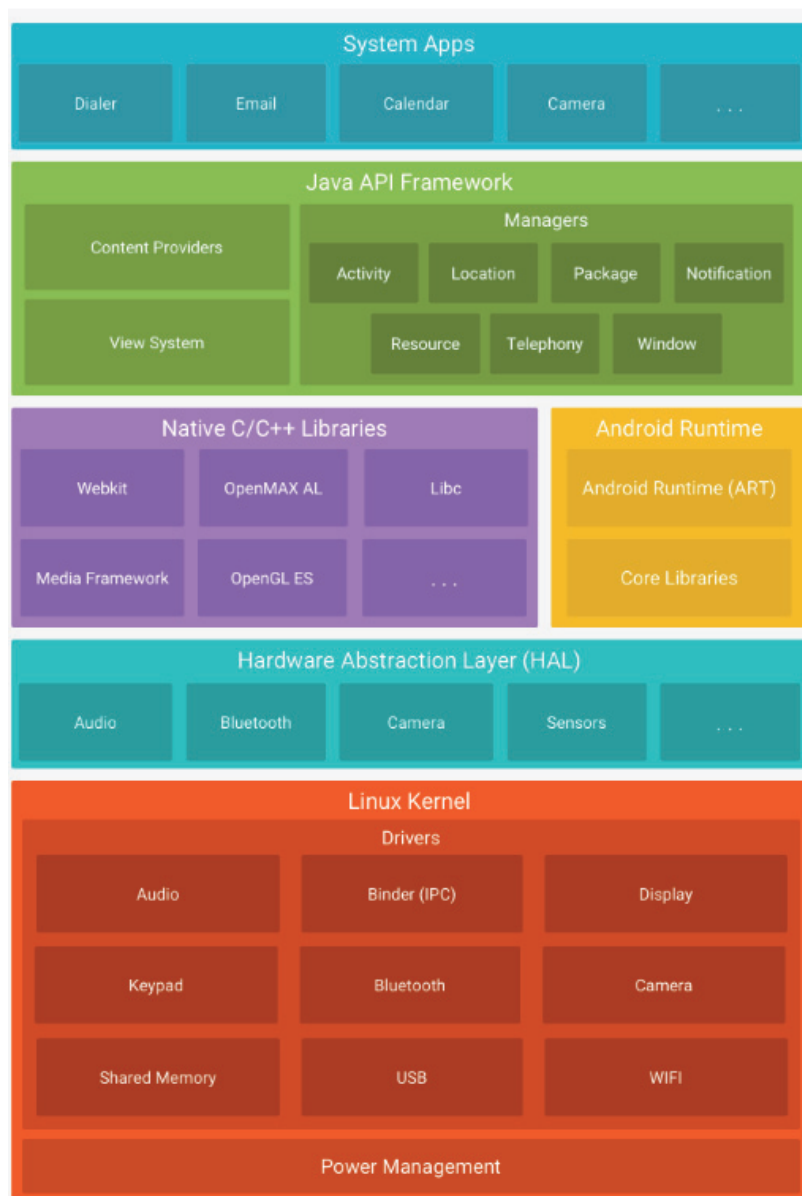 System Apps
Dialer Email Calendar Camera . . .
Java API Framework
Content Providers
View System
Managers
Activity Location Package Notification
Resource Telephony Window
Native C/C++ Libraries
Webkit OpenMAX AL Libc
Media Framework OpenGL ES . . .
Android Runtime
Android Runtime (ART)
Core Libraries
Hardware Abstraction Layer (HAL)
Audio Bluetooth Camera Sensors . . .
Linux Kernel
Drivers
Audio Binder (IPC) Display
Keypad Bluetooth Camera
Shared Memory USB WIFI
Power Management